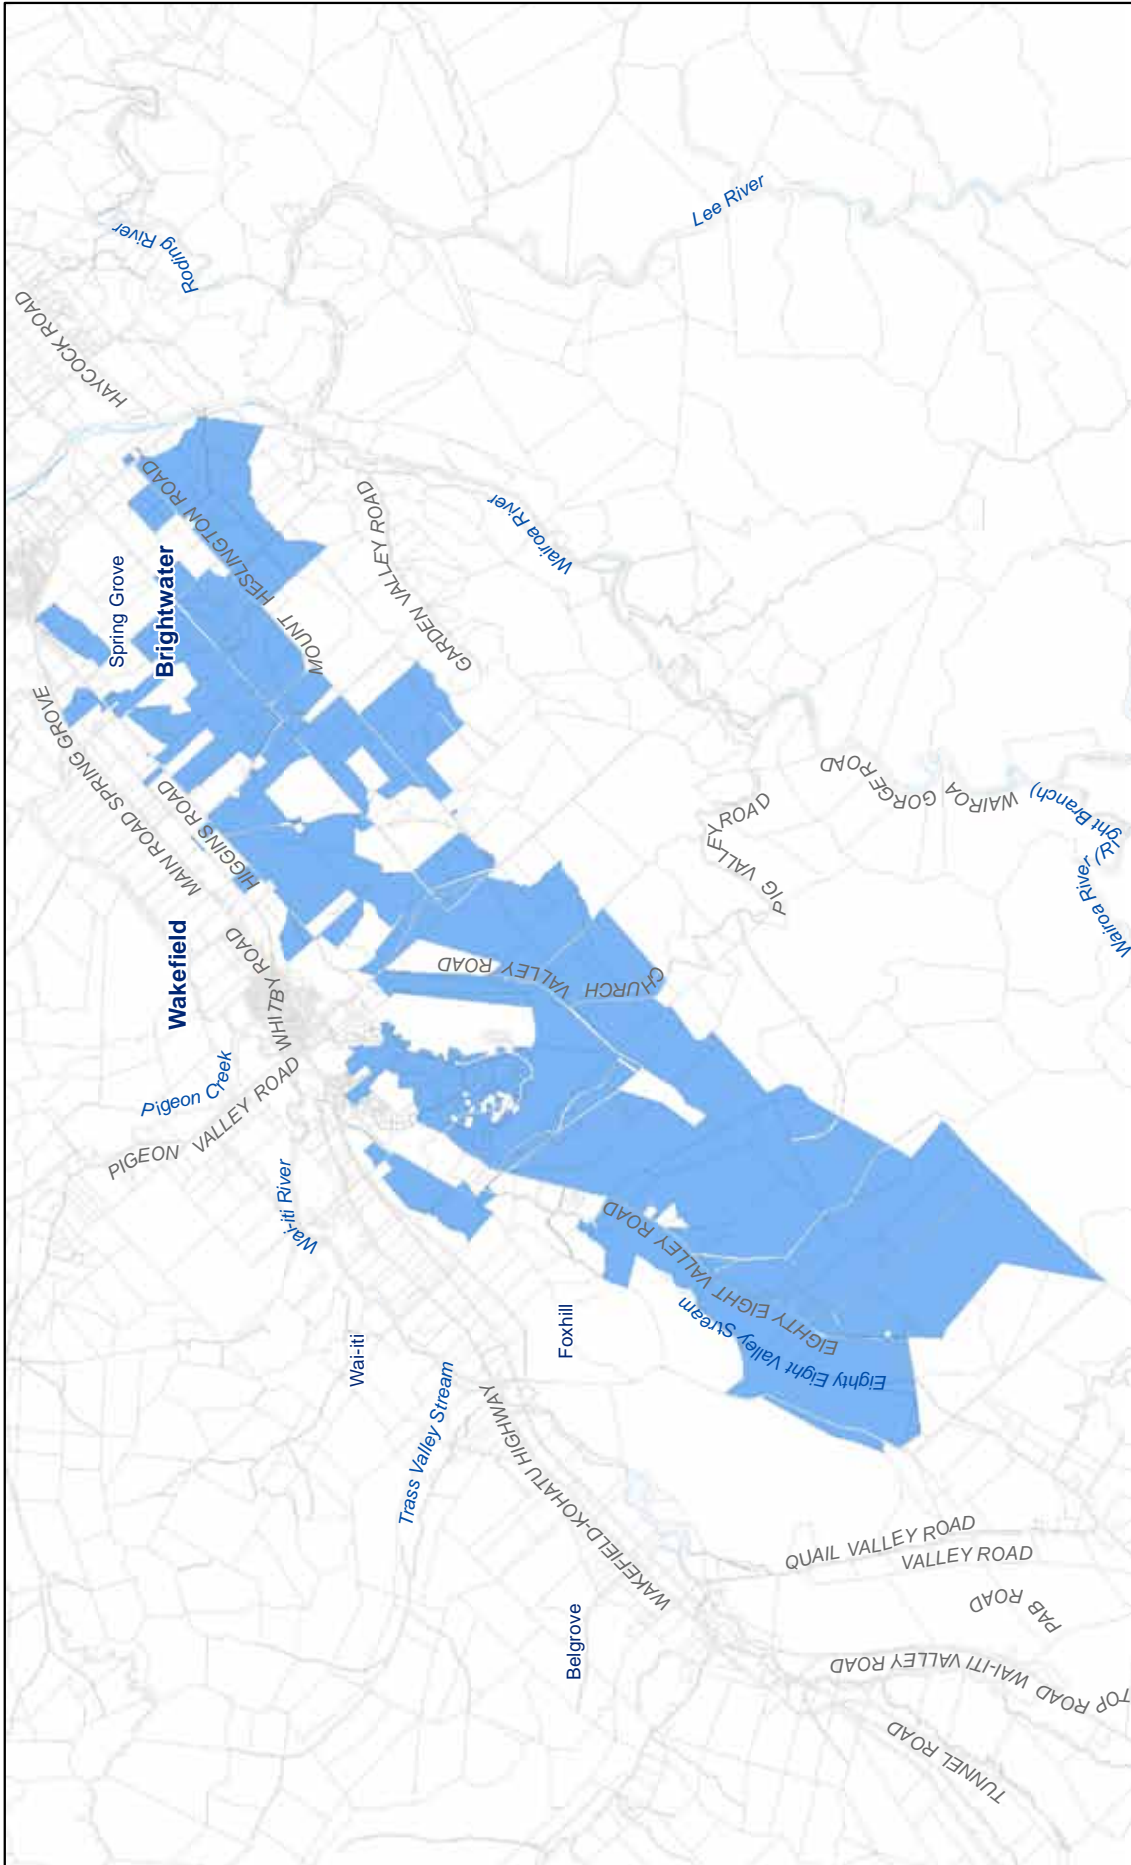 HAYCOCK ROAD
Roding River
Lee River
MOUNT HESLINGTON ROAD
Spring Grove
Brightwater
GARDEN VALLEY ROAD
Wairoa River
MAIN ROAD SPRING GROVE
HIGGINS ROAD
Wakefield
WHITBY ROAD
Pigeon Creek
PIGEON VALLEY ROAD
CHURCH VALLEY ROAD
PIG VALLEY ROAD
WAIROA GORGE ROAD
Wairoa River (Right Branch)
Wai-iti River
Wai-iti
Foxhill
EIGHTY EIGHT VALLEY ROAD
Eighty Eight Valley Stream
Trass Valley Stream
WAKEFIELD-KOHATU HIGHWAY
Belgrove
QUAIL VALLEY ROAD
VALLEY ROAD
PAB ROAD
TOP ROAD WAI-ITI VALLEY ROAD
TUNNEL ROAD